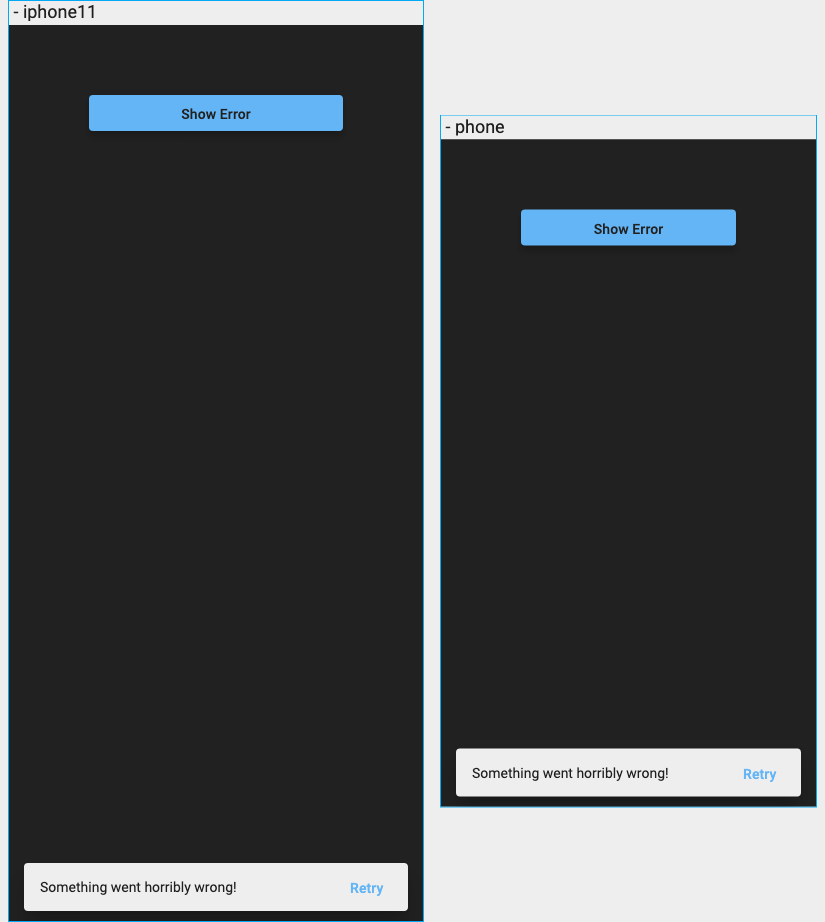 - iphone11
Show Error
Something went horribly wrong!
Retry
- phone
Show Error
Something went horribly wrong!
Retry